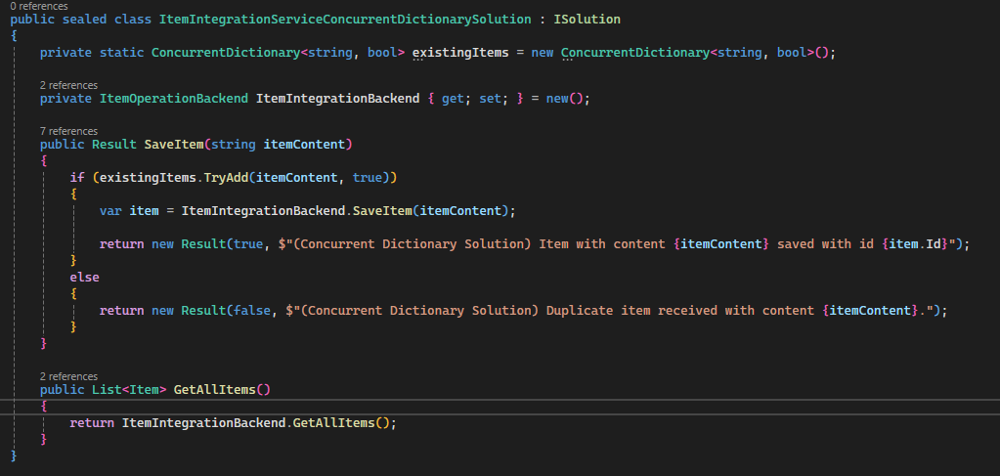 0 references
public sealed class ItemIntegrationServiceConcurrentDictionarySolution : ISolution
{
private static ConcurrentDictionary<string, bool> existingItems = new ConcurrentDictionary<string, bool>();
2 references
private ItemOperationBackend ItemIntegrationBackend { get; set; } = new();
7 references
public Result SaveItem(string itemContent)
{
if (existingItems.TryAdd(itemContent, true))
{
var item = ItemIntegrationBackend.SaveItem(itemContent);
return new Result(true, $"(Concurrent Dictionary Solution) Item with content {itemContent} saved with id {item.Id}");
}
else
{
return new Result(false, $"(Concurrent Dictionary Solution) Duplicate item received with content {itemContent}.");
}
}
2 references
public List<Item> GetAllItems()
{
return ItemIntegrationBackend.GetAllItems();
}
}